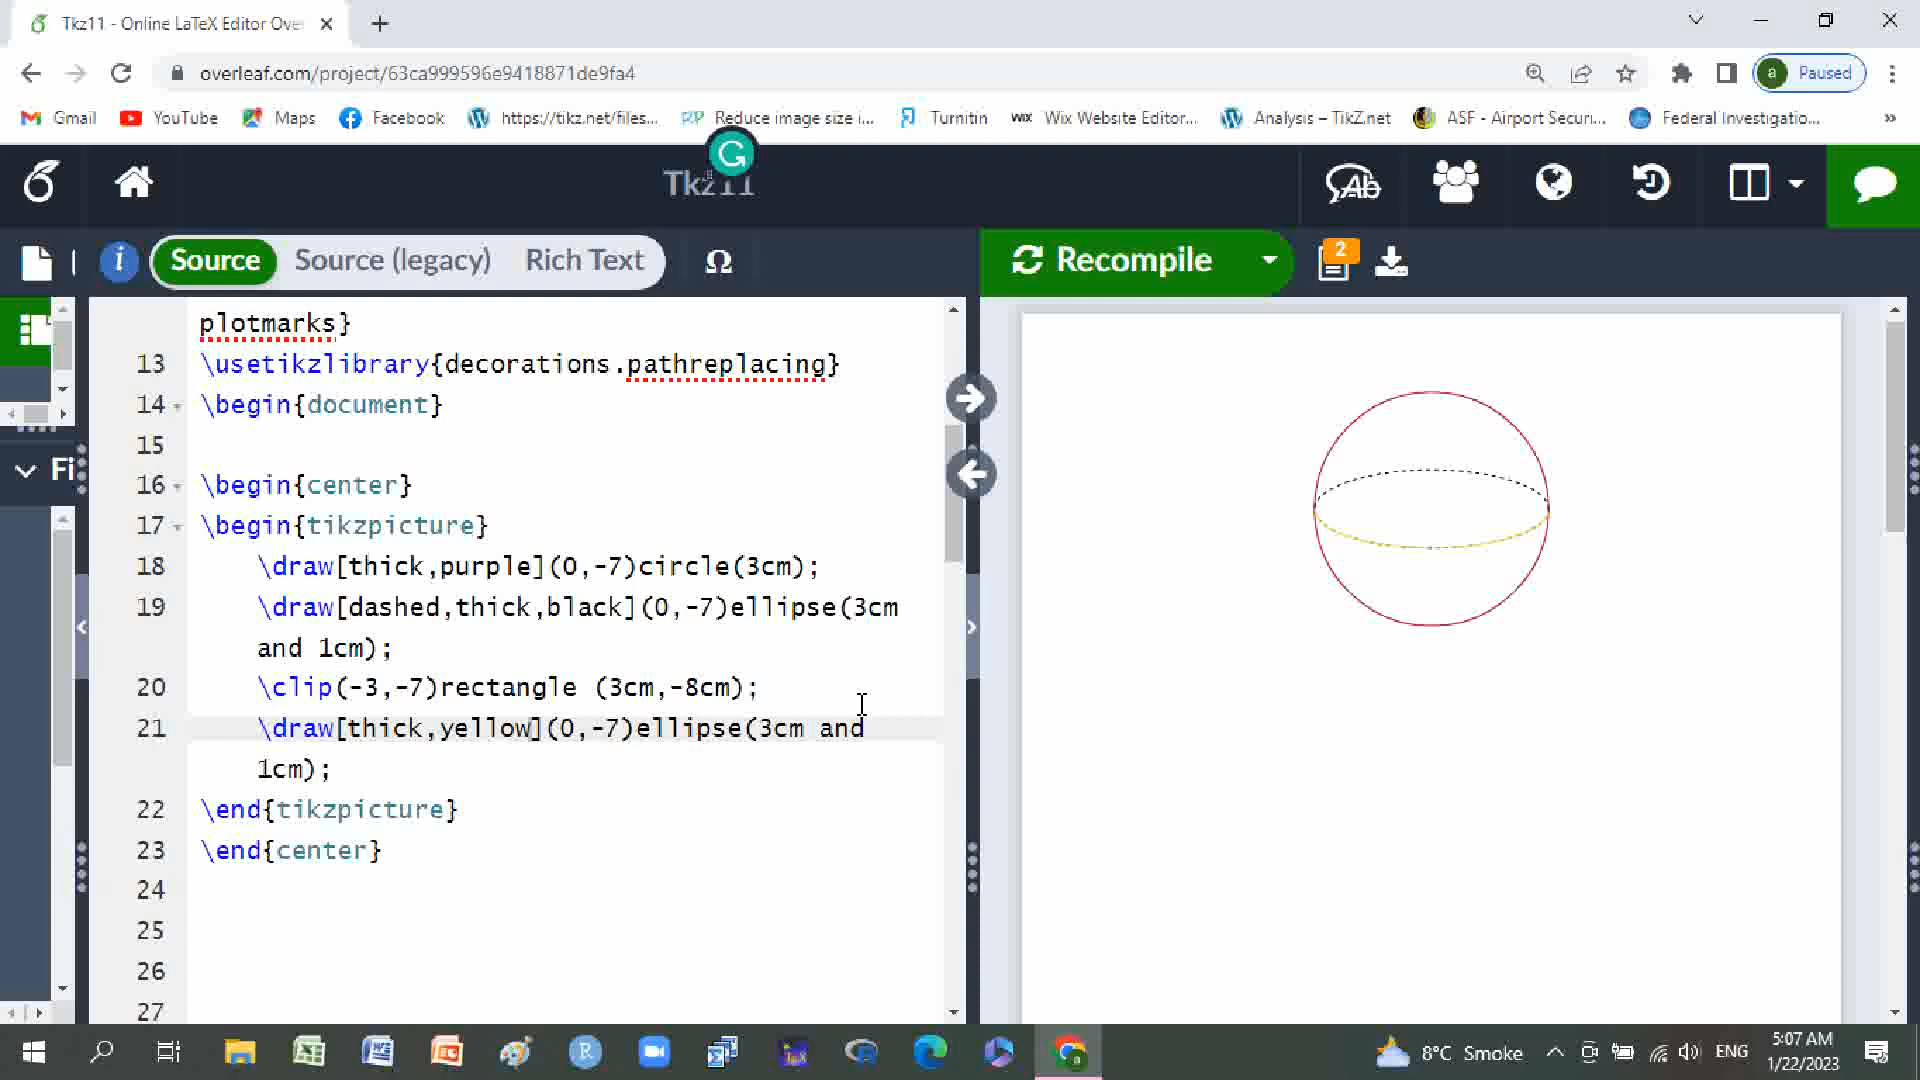 Tkz11 - Online LaTeX Editor Ove
overleaf.com/project/63ca999596e9418871de9fa4
a Paused
Gmail YouTube Maps Facebook https://tikz.net/files... Reduce image size i... Turnitin WIX Wix Website Editor... Analysis – TikZ.net ASF - Airport Securi... Federal Investigatio... »
Tkz11
Source Source (legacy) Rich Text Ω Recompile 2
plotmarks}
13 \usetikzlibrary{decorations.pathreplacing}
14 \begin{document}
15
Fi
16 \begin{center}
17 \begin{tikzpicture}
18 \draw[thick,purple](0,-7)circle(3cm);
19 \draw[dashed,thick,black](0,-7)ellipse(3cm
and 1cm);
20 \clip(-3,-7)rectangle (3cm,-8cm);
21 \draw[thick,yellow](0,-7)ellipse(3cm and
1cm);
22 \end{tikzpicture}
23 \end{center}
24
25
26
27
8°C Smoke ENG 5:07 AM
1/22/2023